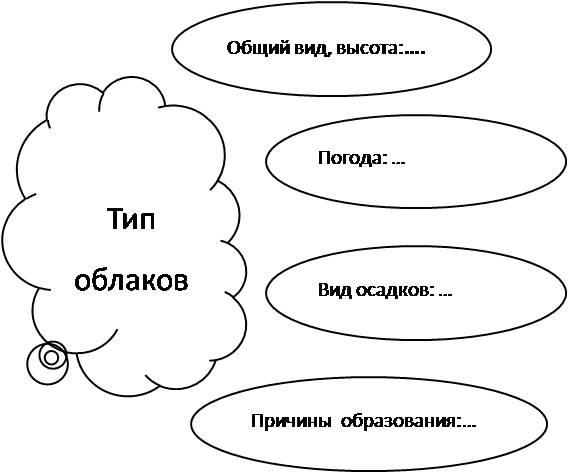 Общий вид, высота:....
Погода: ...
Тип
облаков
Вид осадков: ...
Причины образования:...